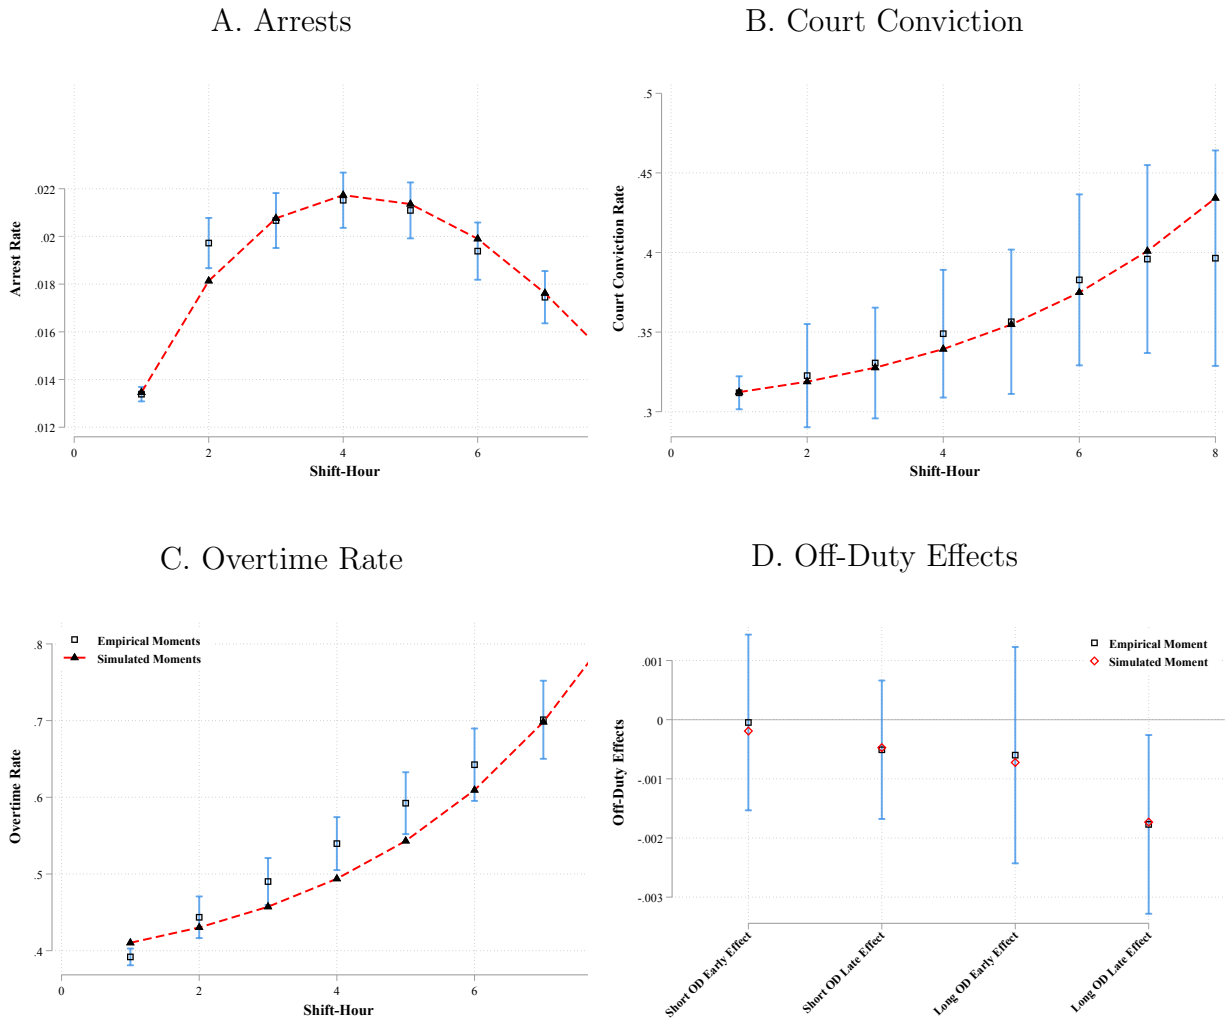 A. Arrests
.022
.02
.018
.016
.014
.012
Arrest Rate
0 2 4 6
Shift-Hour
B. Court Conviction
.5
.45
.4
.35
.3
Court Conviction Rate
0 2 4 6 8
Shift-Hour
C. Overtime Rate
Empirical Moments
Simulated Moments
.8
.7
.6
.5
.4
Overtime Rate
0 2 4 6
Shift-Hour
D. Off-Duty Effects
Empirical Moment
Simulated Moment
.001
0
-.001
-.002
-.003
Off-Duty Effects
Short OD Early Effect
Short OD Late Effect
Long OD Early Effect
Long OD Late Effect